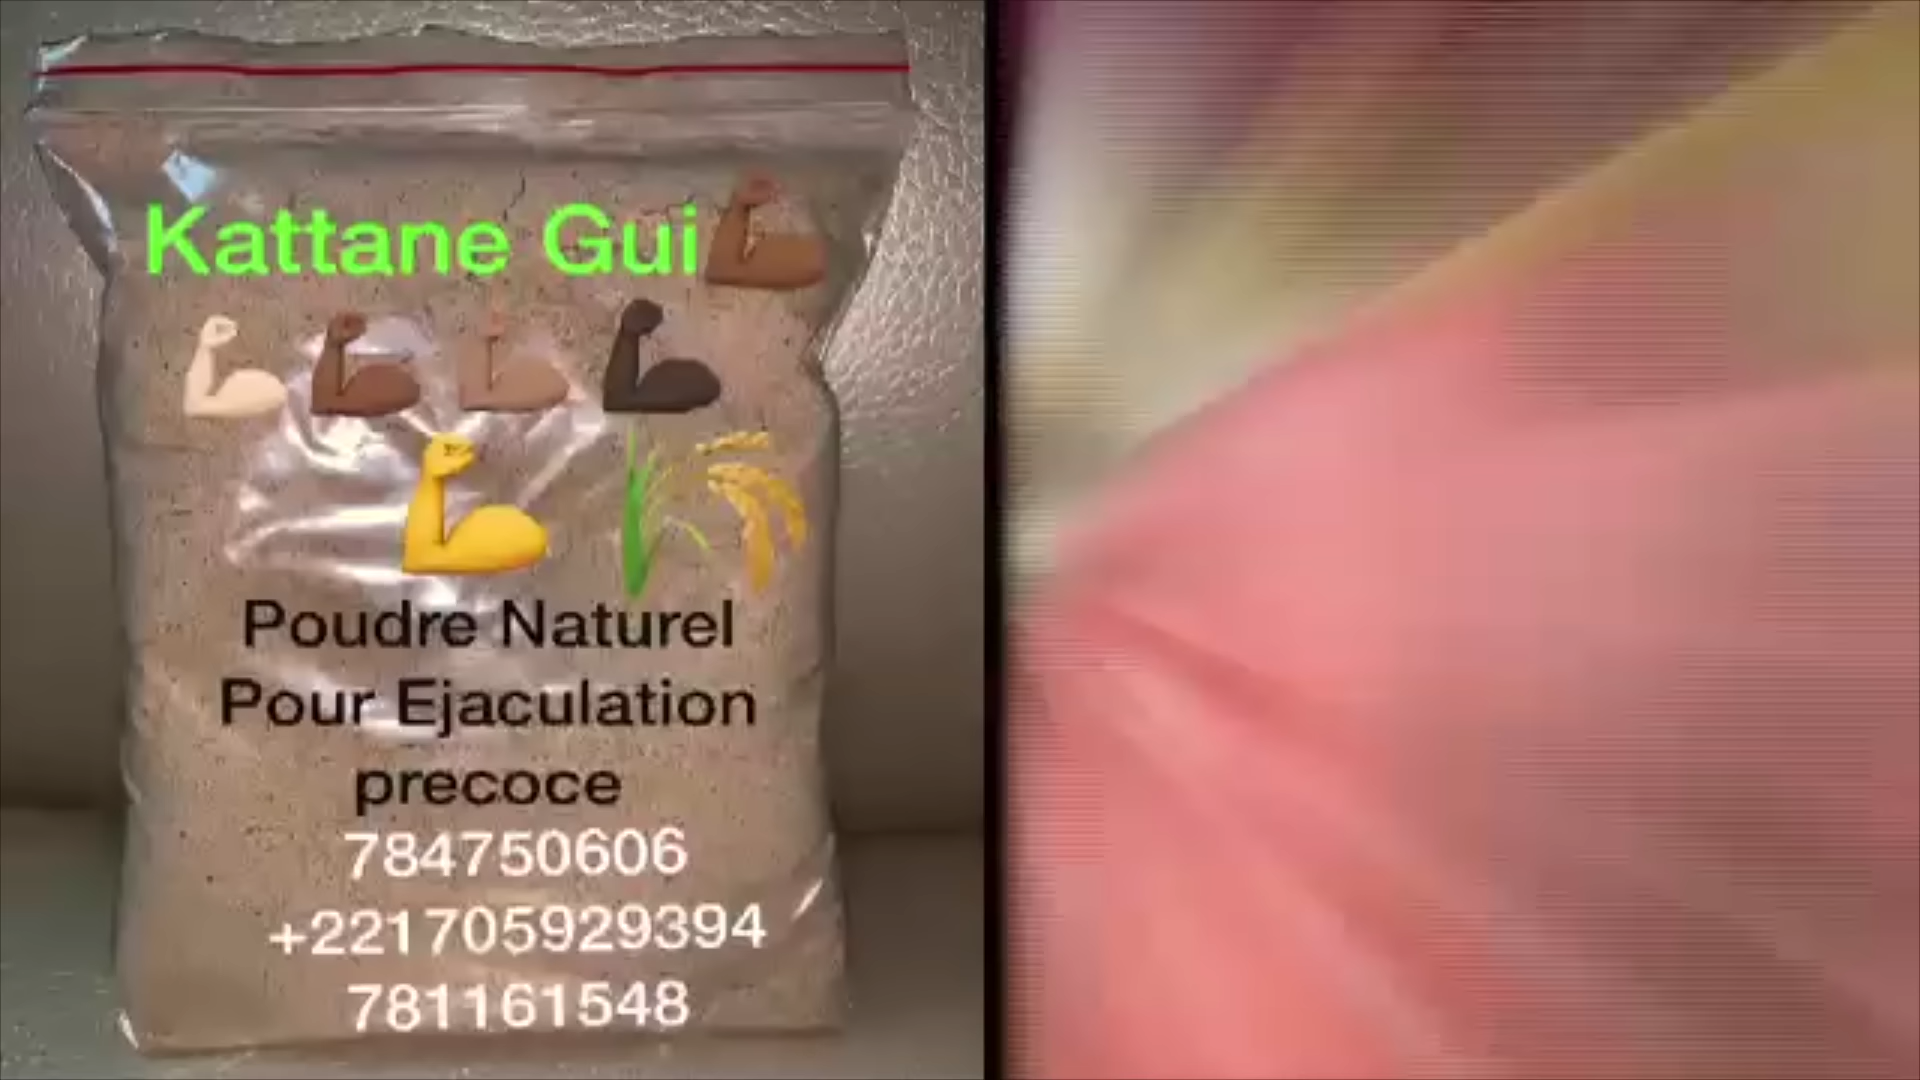 Kattane Gui
Poudre Naturel
Pour Ejaculation
precoce
784750606
+221705929394
781161548